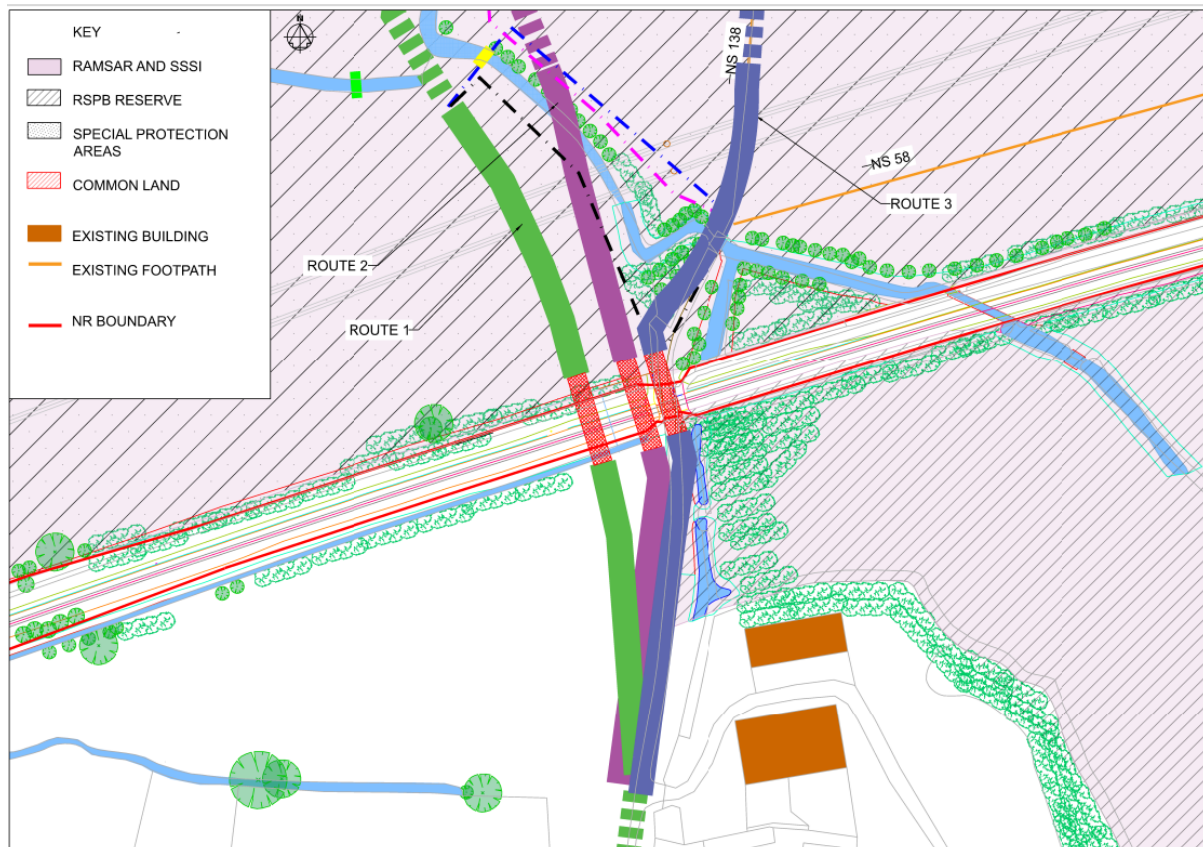 KEY -
N
RAMSAR AND SSSI
RSPB RESERVE
SPECIAL PROTECTION
AREAS
COMMON LAND
EXISTING BUILDING
EXISTING FOOTPATH
NR BOUNDARY
NS 138
NS 58
ROUTE 3
ROUTE 2
ROUTE 1